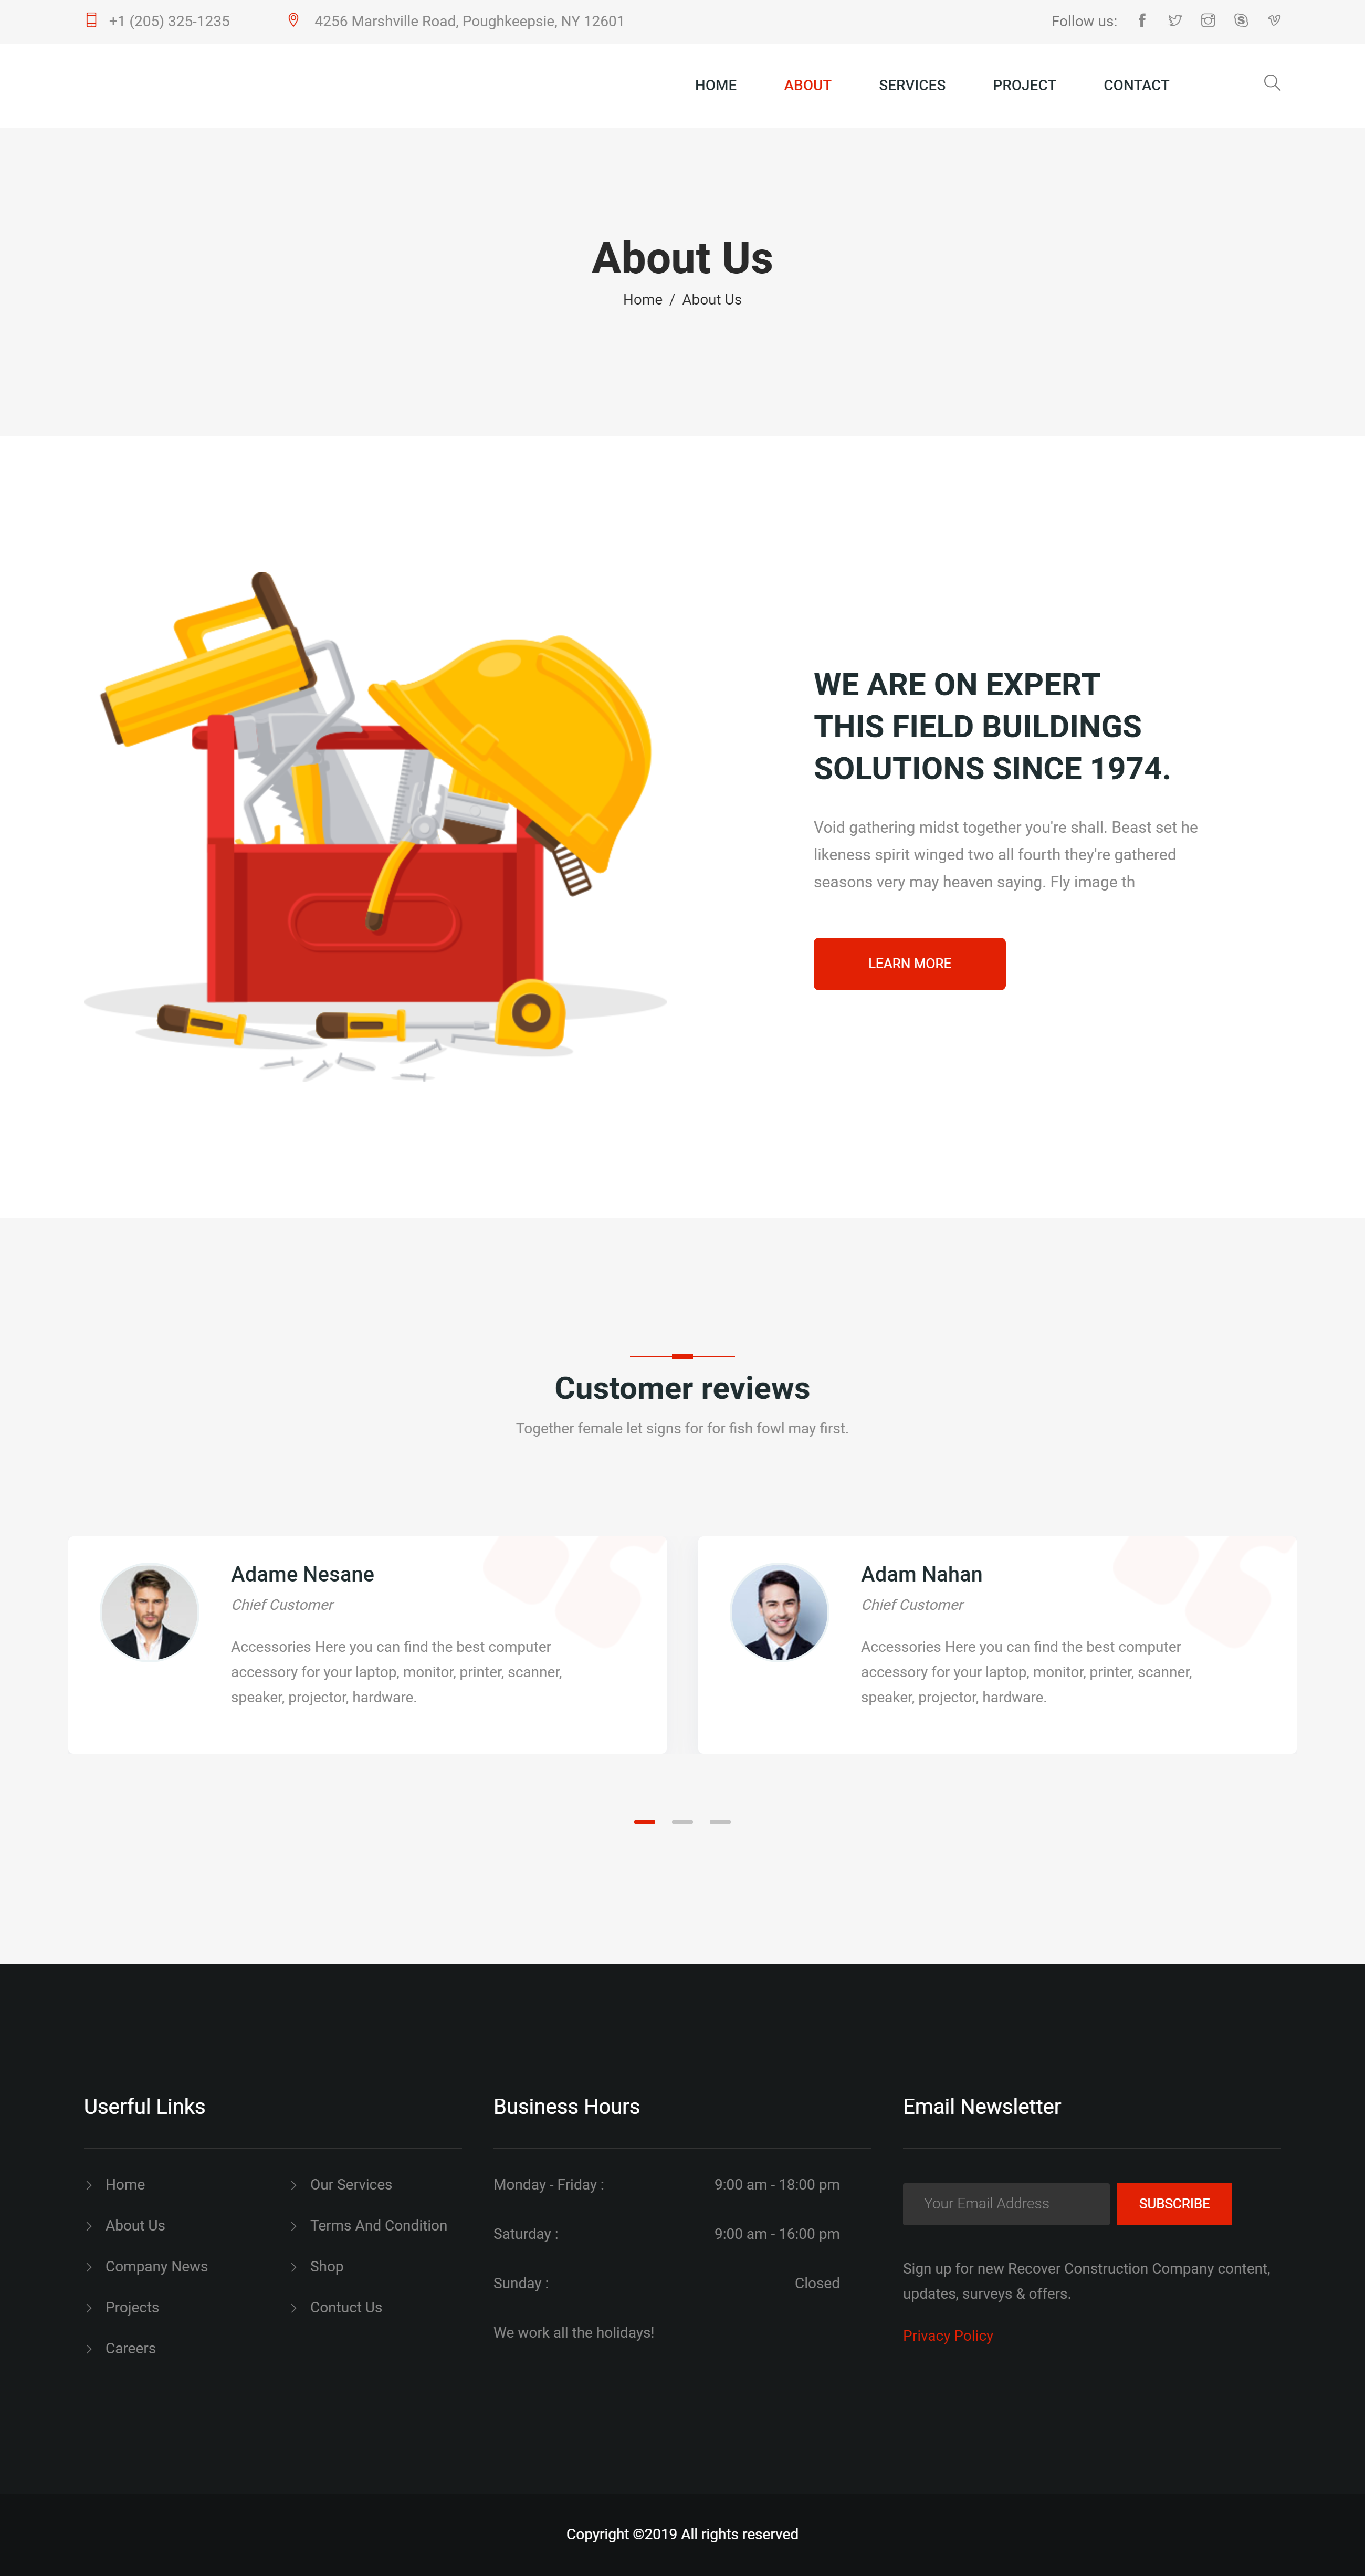 +1 (205) 325-1235
4256 Marshville Road, Poughkeepsie, NY 12601
Follow us:
HOME
ABOUT
SERVICES
PROJECT
CONTACT
About Us
Home / About Us
WE ARE ON EXPERT
THIS FIELD BUILDINGS
SOLUTIONS SINCE 1974.
Void gathering midst together you're shall. Beast set he
likeness spirit winged two all fourth they're gathered
seasons very may heaven saying. Fly image th
LEARN MORE
Customer reviews
Together female let signs for for fish fowl may first.
Adame Nesane
Chief Customer
Accessories Here you can find the best computer
accessory for your laptop, monitor, printer, scanner,
speaker, projector, hardware.
Adam Nahan
Chief Customer
Accessories Here you can find the best computer
accessory for your laptop, monitor, printer, scanner,
speaker, projector, hardware.
Userful Links
Home
About Us
Company News
Projects
Careers
Our Services
Terms And Condition
Shop
Contuct Us
Business Hours
Monday - Friday : 9:00 am - 18:00 pm
Saturday : 9:00 am - 16:00 pm
Sunday : Closed
We work all the holidays!
Email Newsletter
Your Email Address
SUBSCRIBE
Sign up for new Recover Construction Company content,
updates, surveys & offers.
Privacy Policy
Copyright ©2019 All rights reserved